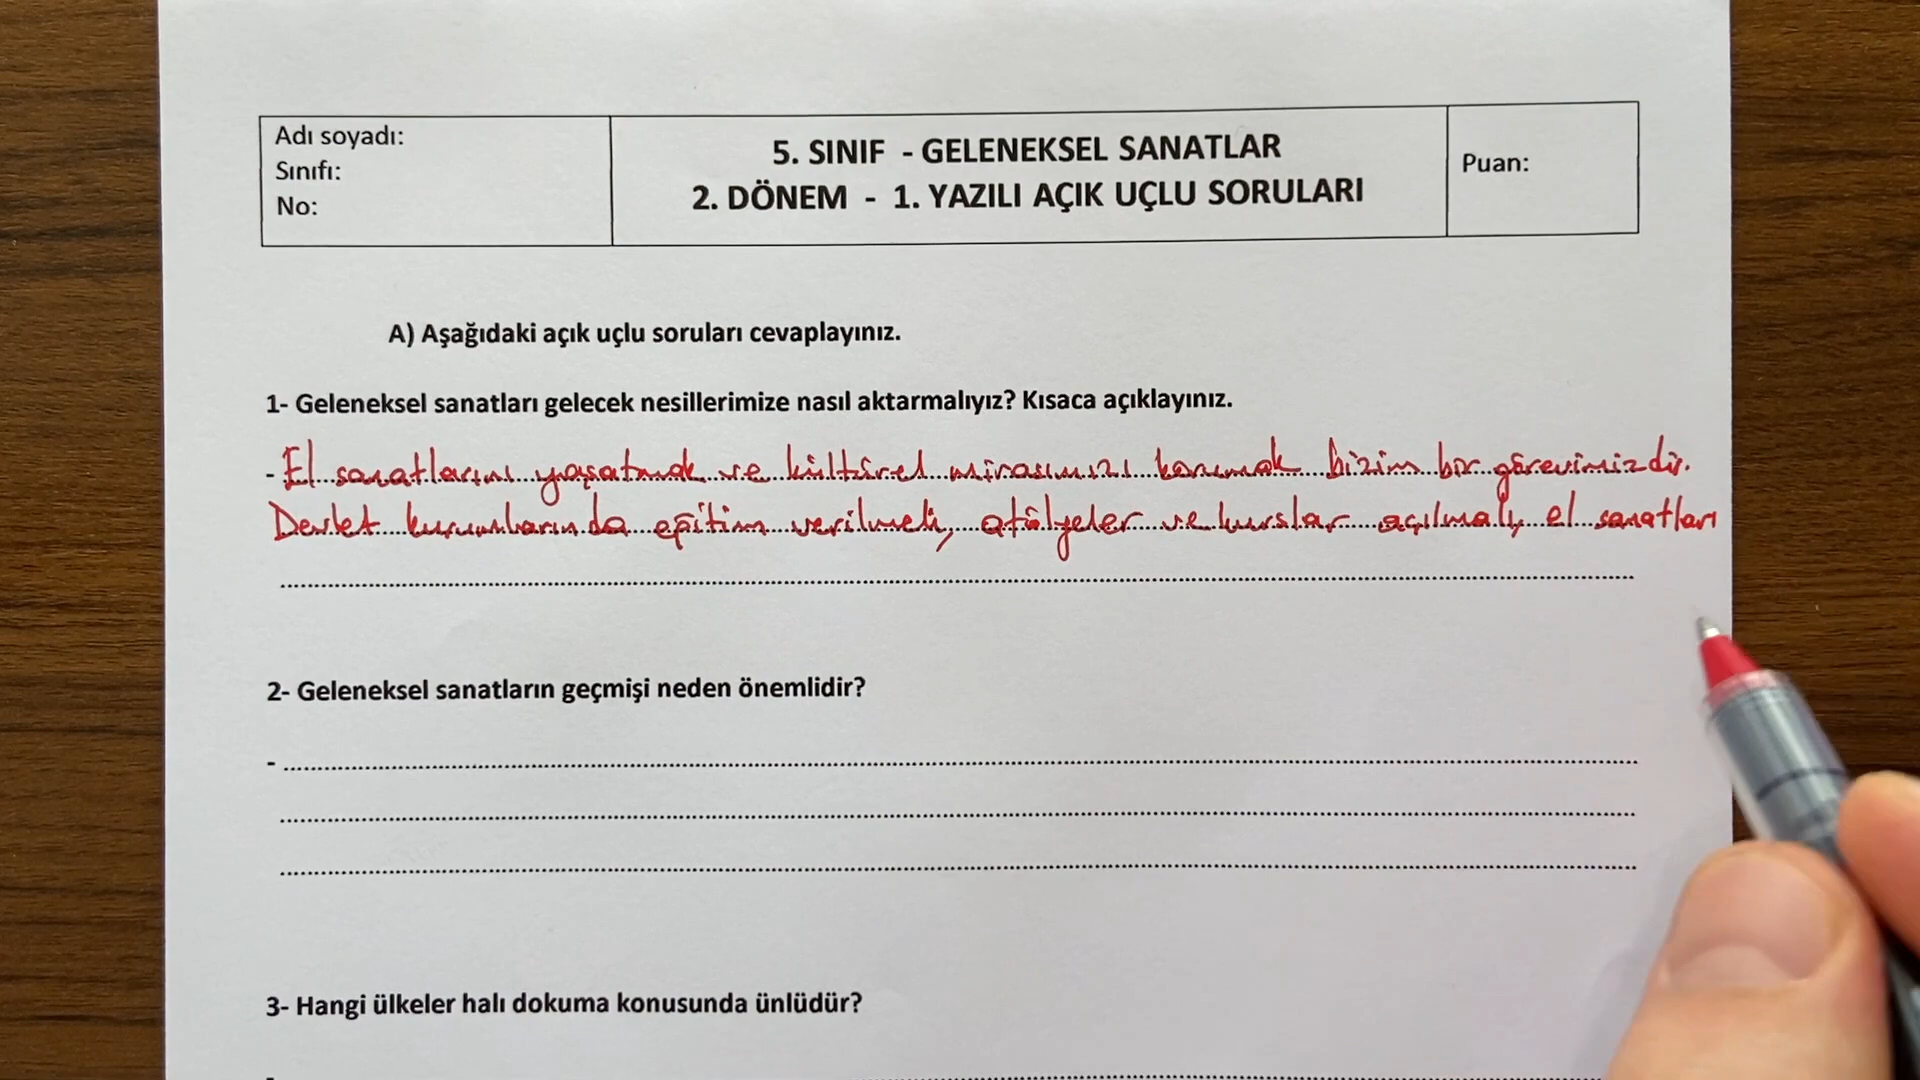 Adı soyadı:
Sınıfı:
No:
5. SINIF - GELENEKSEL SANATLAR
2. DÖNEM - 1. YAZILI AÇIK UÇLU SORULARI
Puan:
A) Aşağıdaki açık uçlu soruları cevaplayınız.
1- Geleneksel sanatları gelecek nesillerimize nasıl aktarmalıyız? Kısaca açıklayınız.
- El sanatlarını yaşatmak ve kültürel mirasımızı korumak bizim bir görevimizdir.
Devlet kurumlarında eğitim verilmeli, atölyeler ve kurslar açılmalı, el sanatları
2- Geleneksel sanatların geçmişi neden önemlidir?
-
3- Hangi ülkeler halı dokuma konusunda ünlüdür?
-